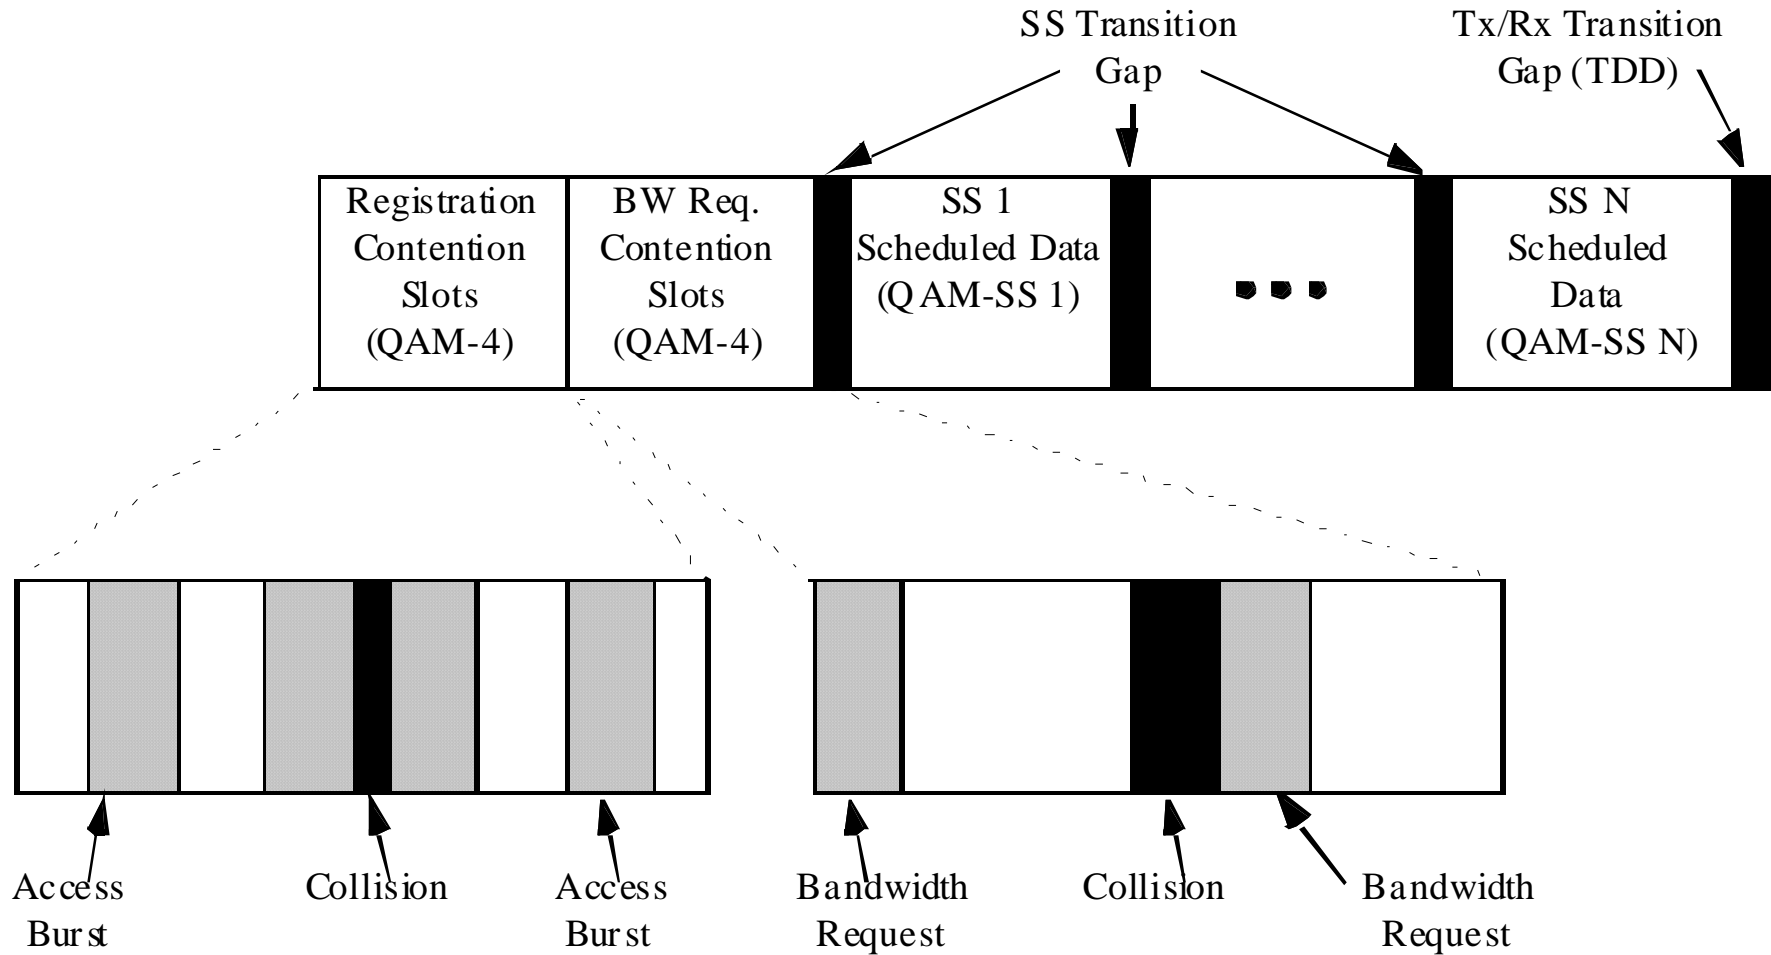 SS Transition
Gap
Tx/Rx Transition
Gap (TDD)
Registration
Contention
Slots
(QAM-4)
BW Req.
Contention
Slots
(QAM-4)
SS 1
Scheduled Data
(QAM-SS 1)
SS N
Scheduled
Data
(QAM-SS N)
Access
Burst
Collision
Access
Burst
Bandwidth
Request
Collision
Bandwidth
Request